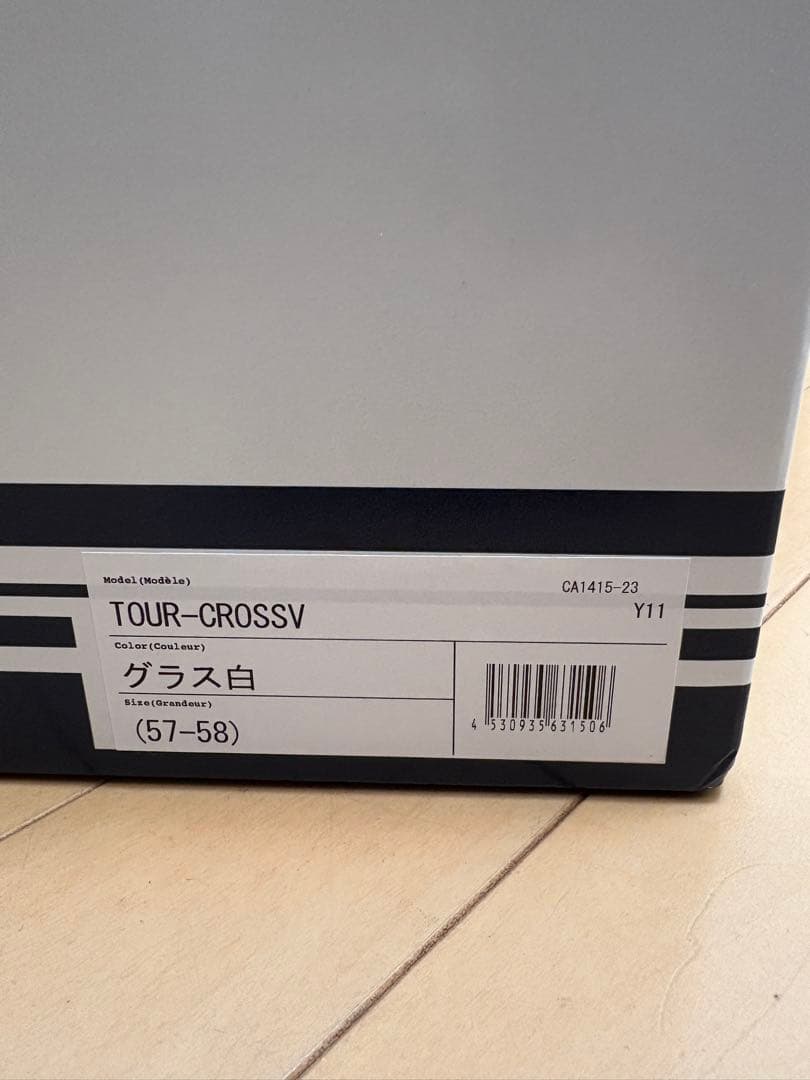 Model(Modèle)
CA1415-23
TOUR-CROSSV
Y11
Color(Couleur)
グラス白
Size(Grandeur)
(57-58)
4 530935 631506